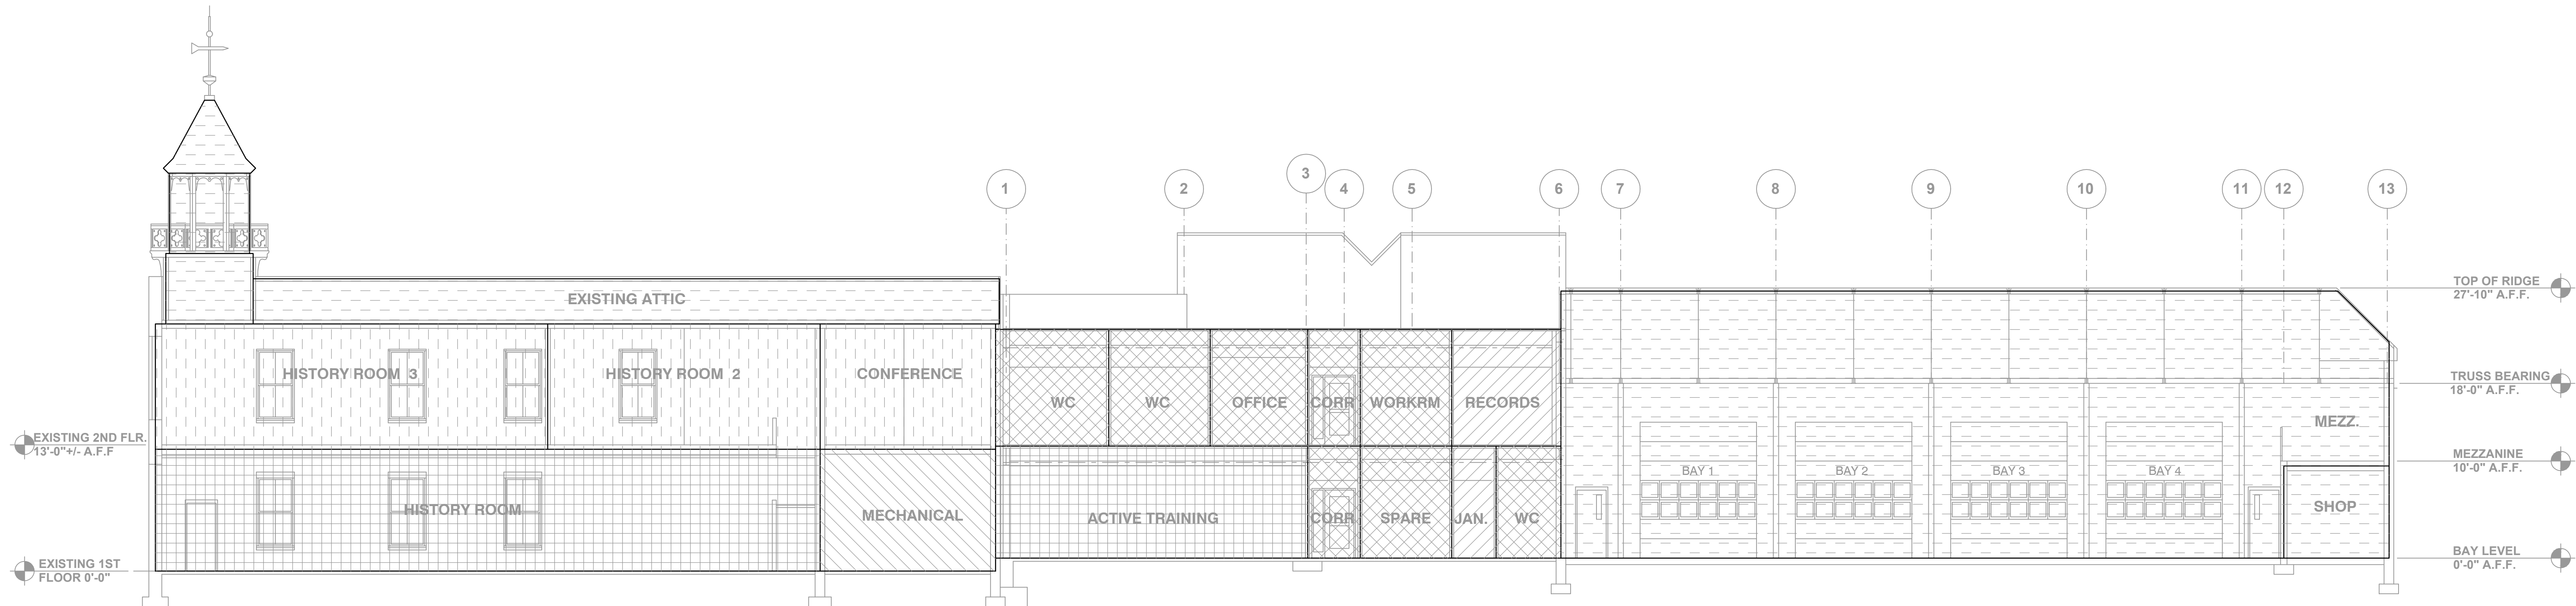 3
1
2
4
5
6
7
8
9
10
11
12
13
TOP OF RIDGE
27'-10" A.F.F.
EXISTING ATTIC
HISTORY ROOM 3
HISTORY ROOM 2
CONFERENCE
TRUSS BEARING
18'-0" A.F.F.
WC
WC
OFFICE
CORR
WORKRM
RECORDS
MEZZ.
EXISTING 2ND FLR.
13'-0"+/- A.F.F
MEZZANINE
10'-0" A.F.F.
BAY 1
BAY 2
BAY 3
BAY 4
HISTORY ROOM
MECHANICAL
ACTIVE TRAINING
CORR
SPARE
JAN.
WC
SHOP
EXISTING 1ST
FLOOR 0'-0"
BAY LEVEL
0'-0" A.F.F.